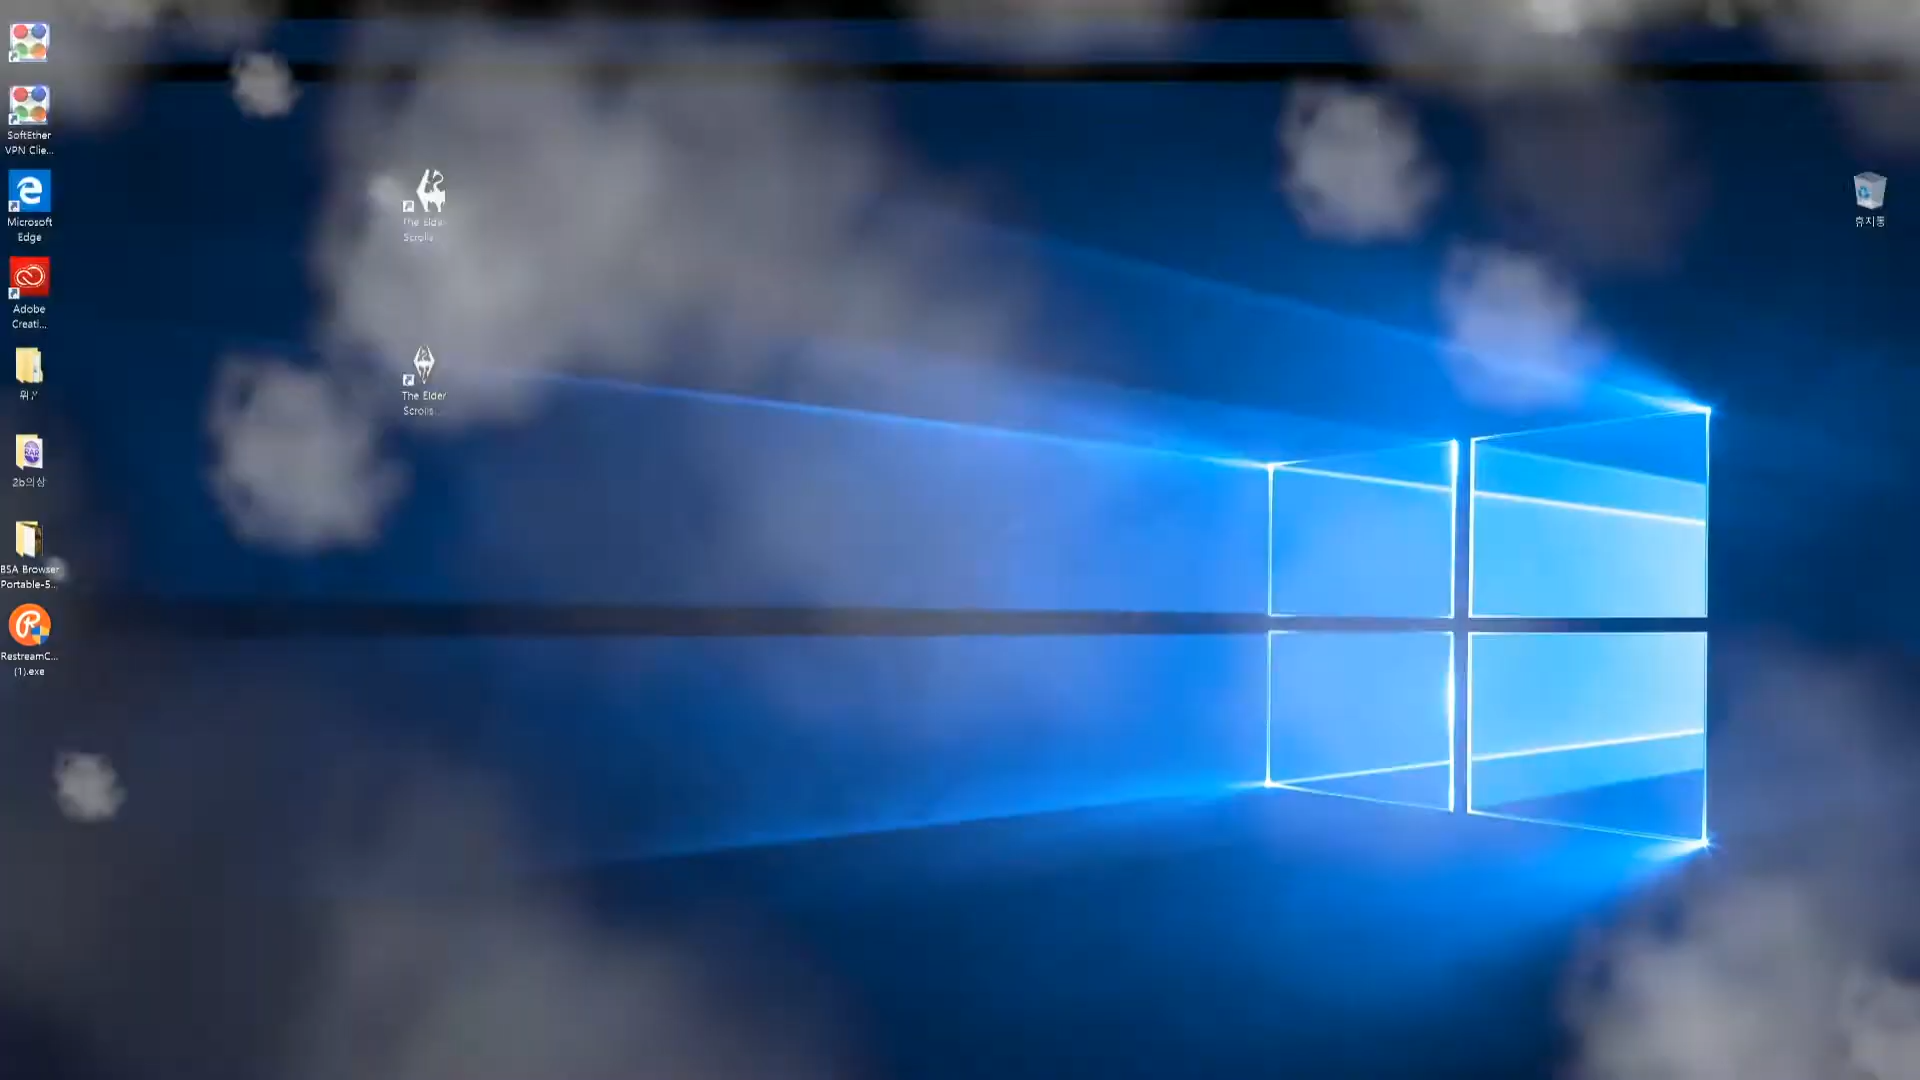 SoftEther
VPN Clie...
Microsoft
Edge
Adobe
Creati...
2b의상
BSA Browser
Portable-5...
RestreamC...
(1).exe
The Elder
Scrolls
The Elder
Scrolls...
휴지통